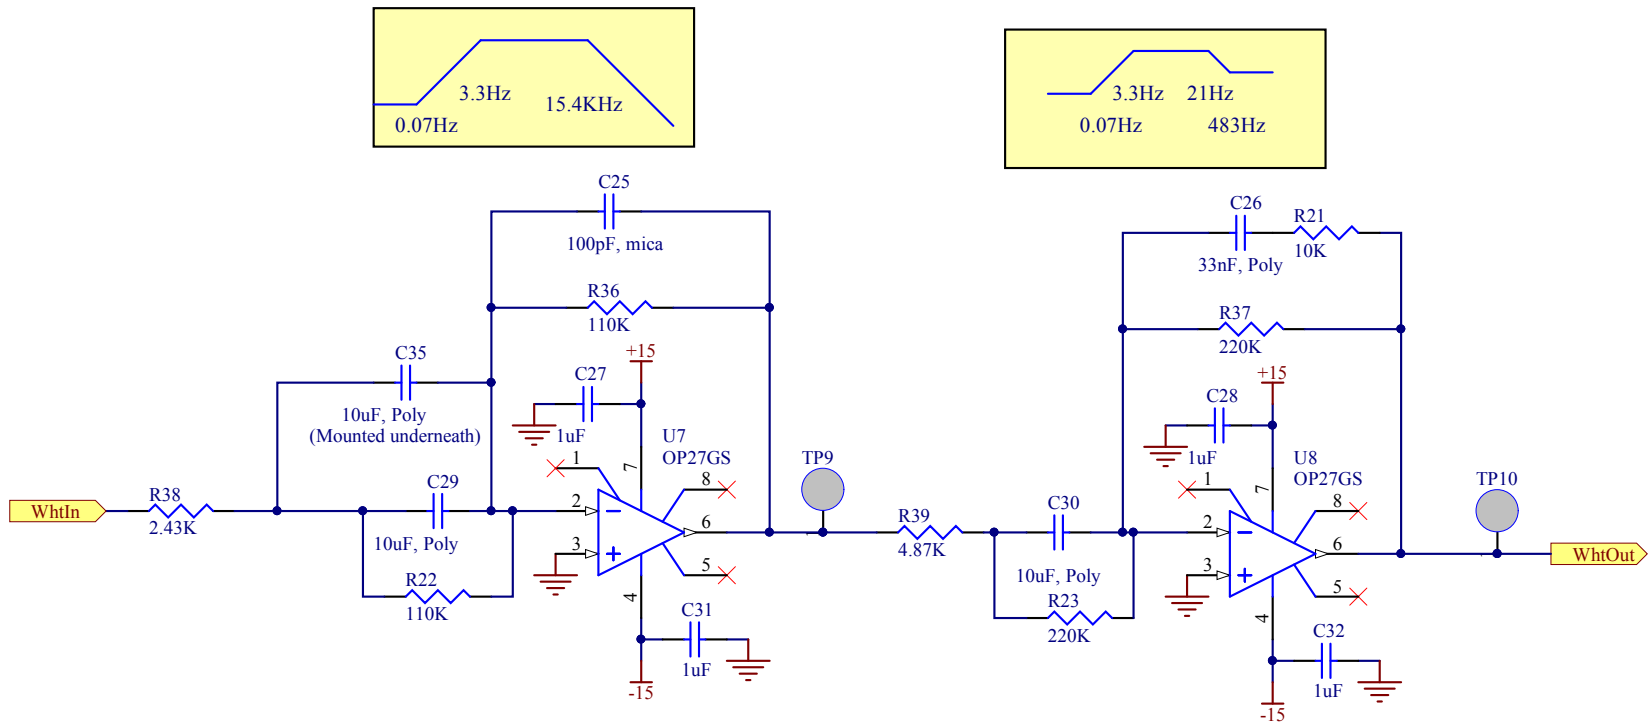 3.3Hz
15.4KHz
0.07Hz
3.3Hz
21Hz
0.07Hz
483Hz
C25
100pF, mica
R36
110K
C35
10uF, Poly
(Mounted underneath)
+15
C27
1uF
U7
OP27GS
1
7
8
2
6
3
5
4
C29
10uF, Poly
R22
110K
WhtIn
R38
2.43K
C31
1uF
-15
TP9
R39
4.87K
C26
33nF, Poly
R21
10K
R37
220K
+15
C28
1uF
U8
OP27GS
1
7
8
2
6
3
5
4
C30
10uF, Poly
R23
220K
C32
1uF
-15
TP10
WhtOut